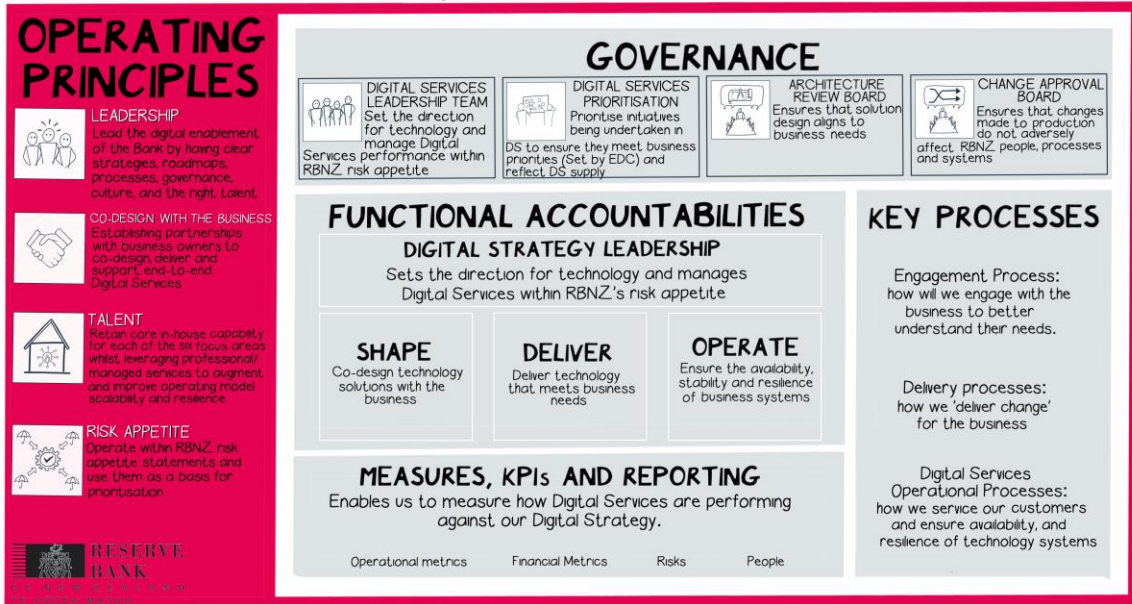 OPERATING
PRINCIPLES
LEADERSHIP
Lead the digital enablement
of the Bank by having clear
strategies, roadmaps,
processes, governance,
culture, and the right talent
CO-DESIGN WITH THE BUSINESS
Establishing partnerships
with business owners to
co-design, deliver and
support end-to-end
Digital Services
TALENT
Retain core in-house capability
for each of the six focus areas
whilst leveraging professional/
managed services to augment
and improve operating model
scalability and resilience
RISK APPETITE
Operate within RBNZ risk
appetite statements and
use them as a basis for
prioritisation
RESERVE
BANK
OF NEW ZEALAND
GOVERNANCE
DIGITAL SERVICES
LEADERSHIP TEAM
Set the direction
for technology and
manage Digital
Services performance within
RBNZ risk appetite
DIGITAL SERVICES
PRIORITISATION
Prioritise initiatives
being undertaken in
DS to ensure they meet business
priorities (Set by EDC) and
reflect DS supply
ARCHITECTURE
REVIEW BOARD
Ensures that solution
design aligns to
business needs
CHANGE APPROVAL
BOARD
Ensures that changes
made to production
do not adversely
affect RBNZ people, processes
and systems
FUNCTIONAL ACCOUNTABILITIES
DIGITAL STRATEGY LEADERSHIP
Sets the direction for technology and manages
Digital Services within RBNZ's risk appetite
SHAPE
Co-design technology
solutions with the
business
DELIVER
Deliver technology
that meets business
needs
OPERATE
Ensure the availability,
stability and resilience
of business systems
MEASURES, KPIs AND REPORTING
Enables us to measure how Digital Services are performing
against our Digital Strategy.
Operational metrics Financial Metrics Risks People
KEY PROCESSES
Engagement Process:
how will we engage with the
business to better
understand their needs.
Delivery processes:
how we 'deliver change'
for the business
Digital Services
Operational Processes:
how we service our customers
and ensure availability, and
resilience of technology systems